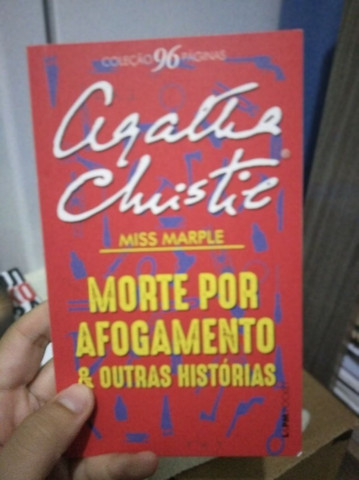 COLEÇÃO 96 PÁGINAS
Agatha
Christie
MISS MARPLE
MORTE POR
AFOGAMENTO
& OUTRAS HISTÓRIAS